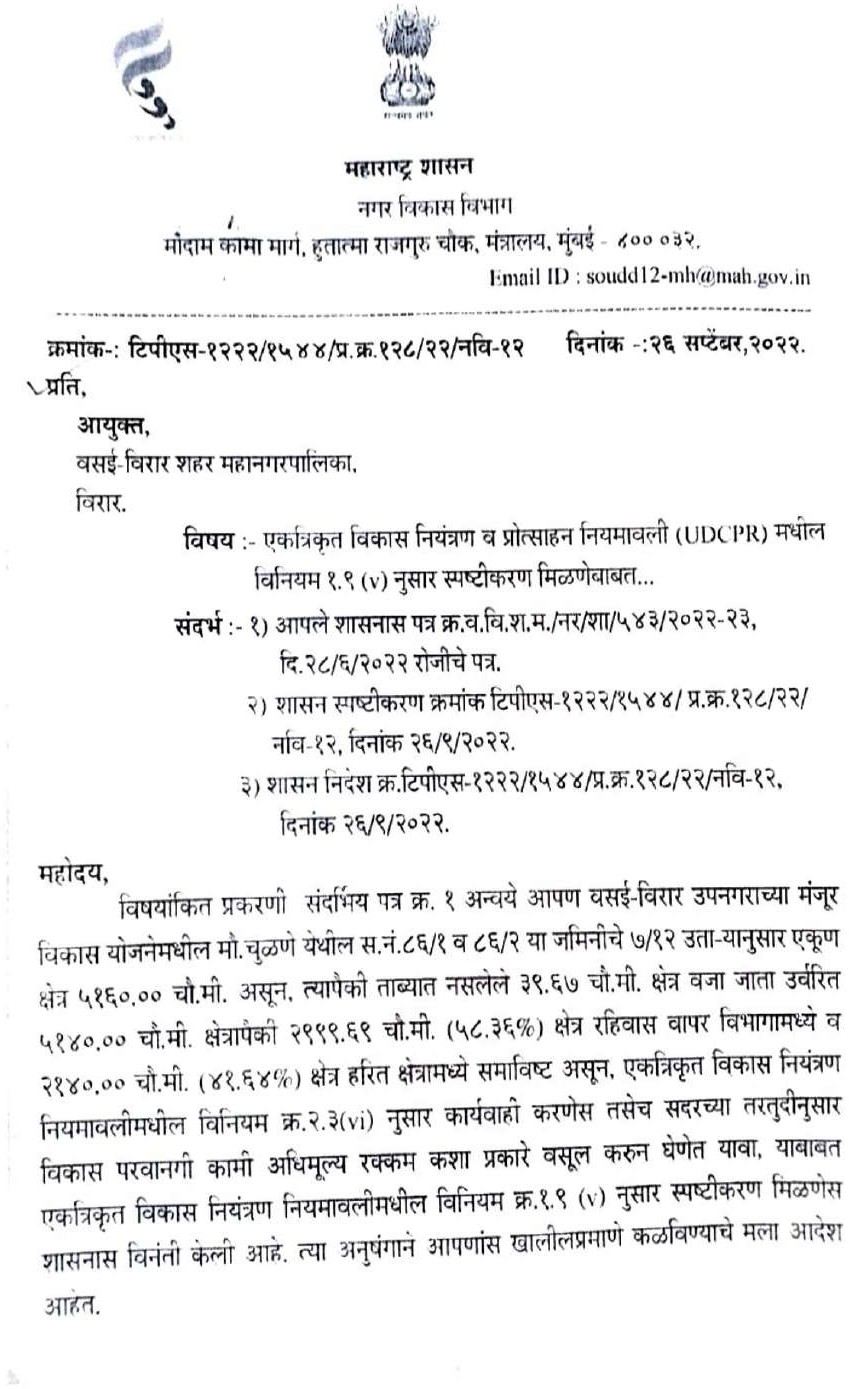 महाराष्ट्र शासन
नगर विकास विभाग
मादाम कामा मार्ग, हुतात्मा राजगुरु चौक, मंत्रालय, मुंबई - ४०० ०३२.
Email ID : soudd12-mh@mah.gov.in
क्रमांक-: टिपीएस-१२२२/१५४४/प्र.क्र.१२८/२२/नवि-१२ दिनांक -:२६ सप्टेंबर,२०२२.
प्रति,
आयुक्त,
वसई-विरार शहर महानगरपालिका,
विरार.
विषय :- एकत्रिकृत विकास नियंत्रण व प्रोत्साहन नियमावली (UDCPR) मधील
विनियम १.९ (v) नुसार स्पष्टीकरण मिळणेबाबत...
संदर्भ :- १) आपले शासनास पत्र क्र.व.वि.श.म./नर/शा/५४३/२०२२-२३,
दि.२८/६/२०२२ रोजीचे पत्र.
२) शासन स्पष्टीकरण क्रमांक टिपीएस-१२२२/१५४४/ प्र.क्र.१२८/२२/
नवि-१२, दिनांक २६/९/२०२२.
३) शासन निदेश क्र.टिपीएस-१२२२/१५४४/प्र.क्र.१२८/२२/नवि-१२,
दिनांक २६/९/२०२२.
महोदय,
विषयांकित प्रकरणी संदर्भिय पत्र क्र. १ अन्वये आपण वसई-विरार उपनगराच्या मंजूर
विकास योजनेमधील मौ.चुळणे येथील स.नं.८६/१ व ८६/२ या जमिनीचे ७/१२ उता-यानुसार एकूण
क्षेत्र ५१६०.०० चौ.मी. असून, त्यापैकी ताब्यात नसलेले ३९.६७ चौ.मी. क्षेत्र वजा जाता उर्वरित
५१४०.०० चौ.मी. क्षेत्रापैकी २९९९.६९ चौ.मी. (५८.३६%) क्षेत्र रहिवास वापर विभागामध्ये व
२१४०.०० चौ.मी. (४१.६४%) क्षेत्र हरित क्षेत्रामध्ये समाविष्ट असून, एकत्रिकृत विकास नियंत्रण
नियमावलीमधील विनियम क्र.२.३(vi) नुसार कार्यवाही करणेस तसेच सदरच्या तरतुदीनुसार
विकास परवानगी कामी अधिमूल्य रक्कम कशा प्रकारे वसूल करुन घेणेत यावा, याबाबत
एकत्रिकृत विकास नियंत्रण नियमावलीमधील विनियम क्र.१.९ (v) नुसार स्पष्टीकरण मिळणेस
शासनास विनंती केली आहे. त्या अनुषंगाने आपणांस खालीलप्रमाणे कळविण्याचे मला आदेश
आहेत.